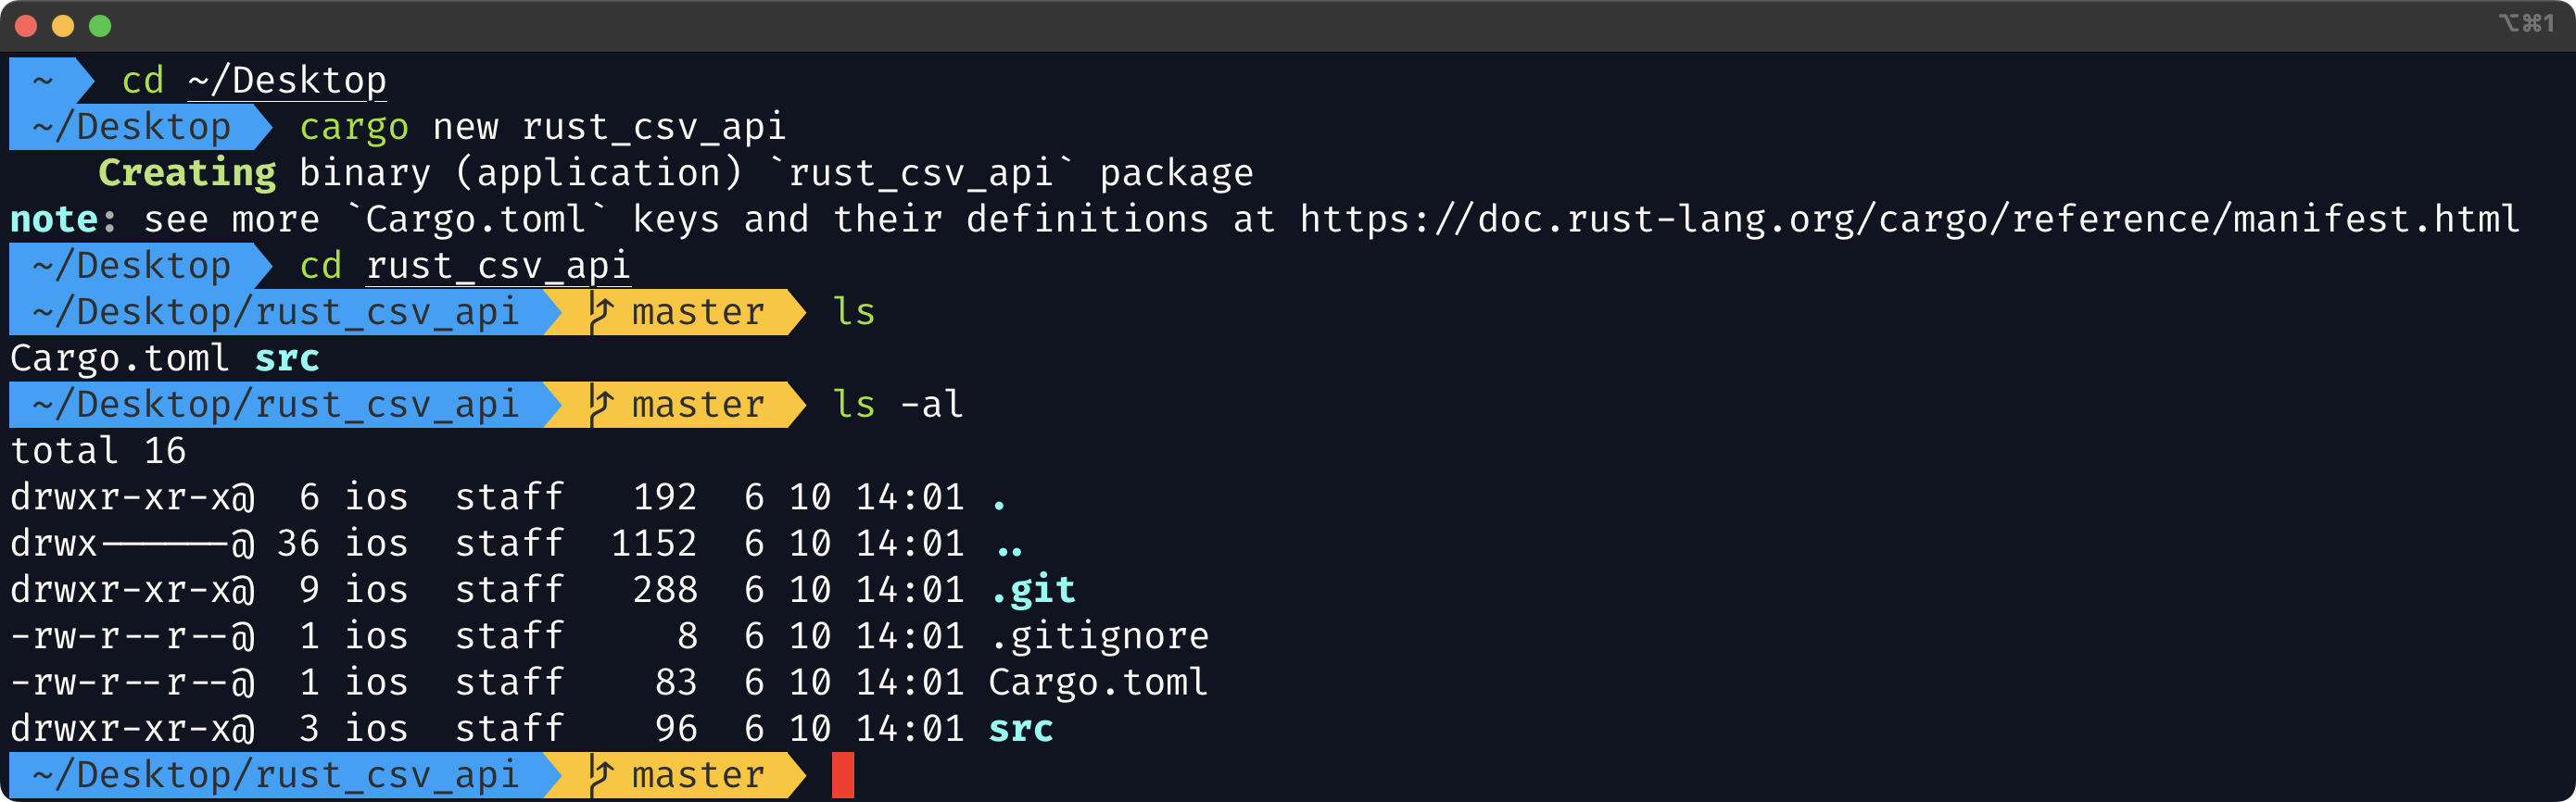 ⌥⌘1
~ cd ~/Desktop
~/Desktop cargo new rust_csv_api
Creating binary (application) `rust_csv_api` package
note: see more `Cargo.toml` keys and their definitions at https://doc.rust-lang.org/cargo/reference/manifest.html
~/Desktop cd rust_csv_api
~/Desktop/rust_csv_api master ls
Cargo.toml src
~/Desktop/rust_csv_api master ls -al
total 16
drwxr-xr-x@  6 ios  staff   192  6 10 14:01 .
drwx------@ 36 ios  staff  1152  6 10 14:01 ..
drwxr-xr-x@  9 ios  staff   288  6 10 14:01 .git
-rw-r--r--@  1 ios  staff     8  6 10 14:01 .gitignore
-rw-r--r--@  1 ios  staff    83  6 10 14:01 Cargo.toml
drwxr-xr-x@  3 ios  staff    96  6 10 14:01 src
~/Desktop/rust_csv_api master